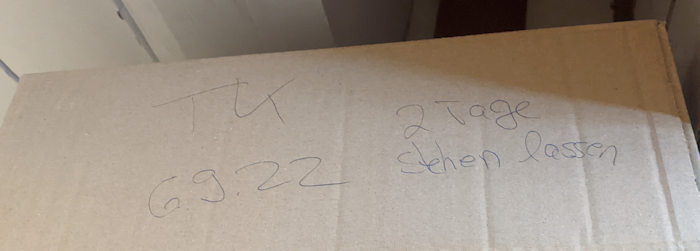 TK
6.9.22
2 Tage
stehen lassen